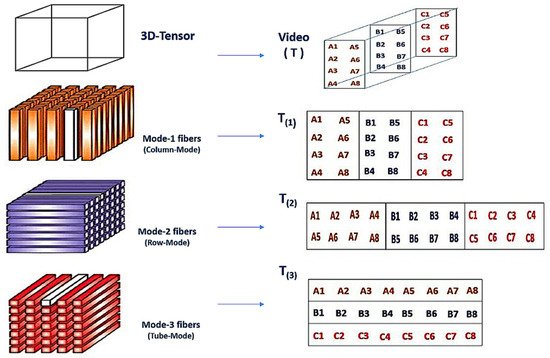 3D-Tensor
Video
( T )
A1 A5
A2 A6
A3 A7
A4 A8
B1 B5
B2 B6
B3 B7
B4 B8
C1 C5
C2 C6
C3 C7
C4 C8
Mode-1 fibers
(Column-Mode)
T(1)
A1 A5 B1 B5 C1 C5
A2 A6 B2 B6 C2 C6
A3 A7 B3 B7 C3 C7
A4 A8 B4 B8 C4 C8
Mode-2 fibers
(Row-Mode)
T(2)
A1 A2 A3 A4 B1 B2 B3 B4 C1 C2 C3 C4
A5 A6 A7 A8 B5 B6 B7 B8 C5 C6 C7 C8
Mode-3 fibers
(Tube-Mode)
T(3)
A1 A2 A3 A4 A5 A6 A7 A8
B1 B2 B3 B4 B5 B6 B7 B8
C1 C2 C3 C4 C5 C6 C7 C8